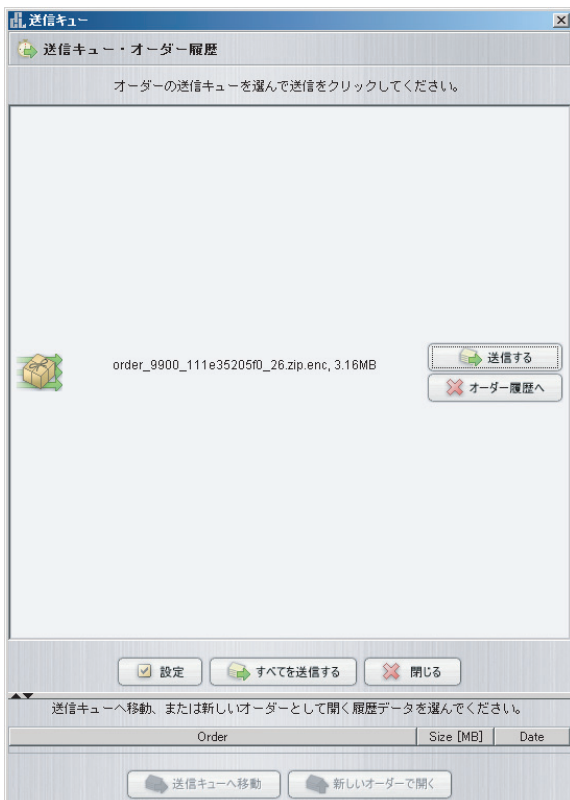 送信キュー
送信キュー・オーダー履歴
オーダーの送信キューを選んで送信をクリックしてください。
order_9900_111e35205f0_26.zip.enc, 3.16MB
送信する
オーダー履歴へ
設定
すべてを送信する
閉じる
送信キューへ移動、または新しいオーダーとして開く履歴データを選んでください。
Order Size [MB] Date
送信キューへ移動
新しいオーダーで開く